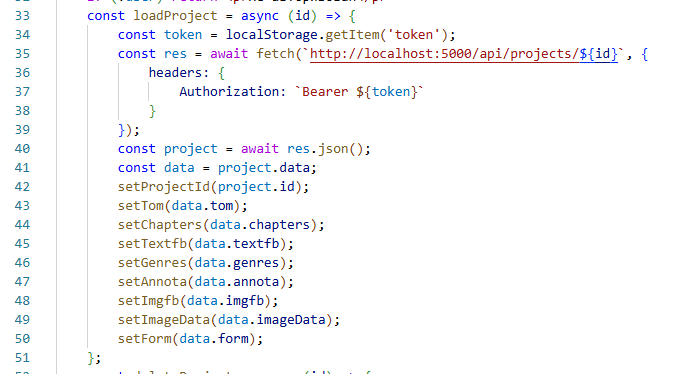 33 const loadProject = async (id) => {
34 const token = localStorage.getItem('token');
35 const res = await fetch(`http://localhost:5000/api/projects/${id}`, {
36 headers: {
37 Authorization: `Bearer ${token}`
38 }
39 });
40 const project = await res.json();
41 const data = project.data;
42 setProjectId(project.id);
43 setTom(data.tom);
44 setChapters(data.chapters);
45 setTextfb(data.textfb);
46 setGenres(data.genres);
47 setAnnota(data.annota);
48 setImgfb(data.imgfb);
49 setImageData(data.imageData);
50 setForm(data.form);
51 };